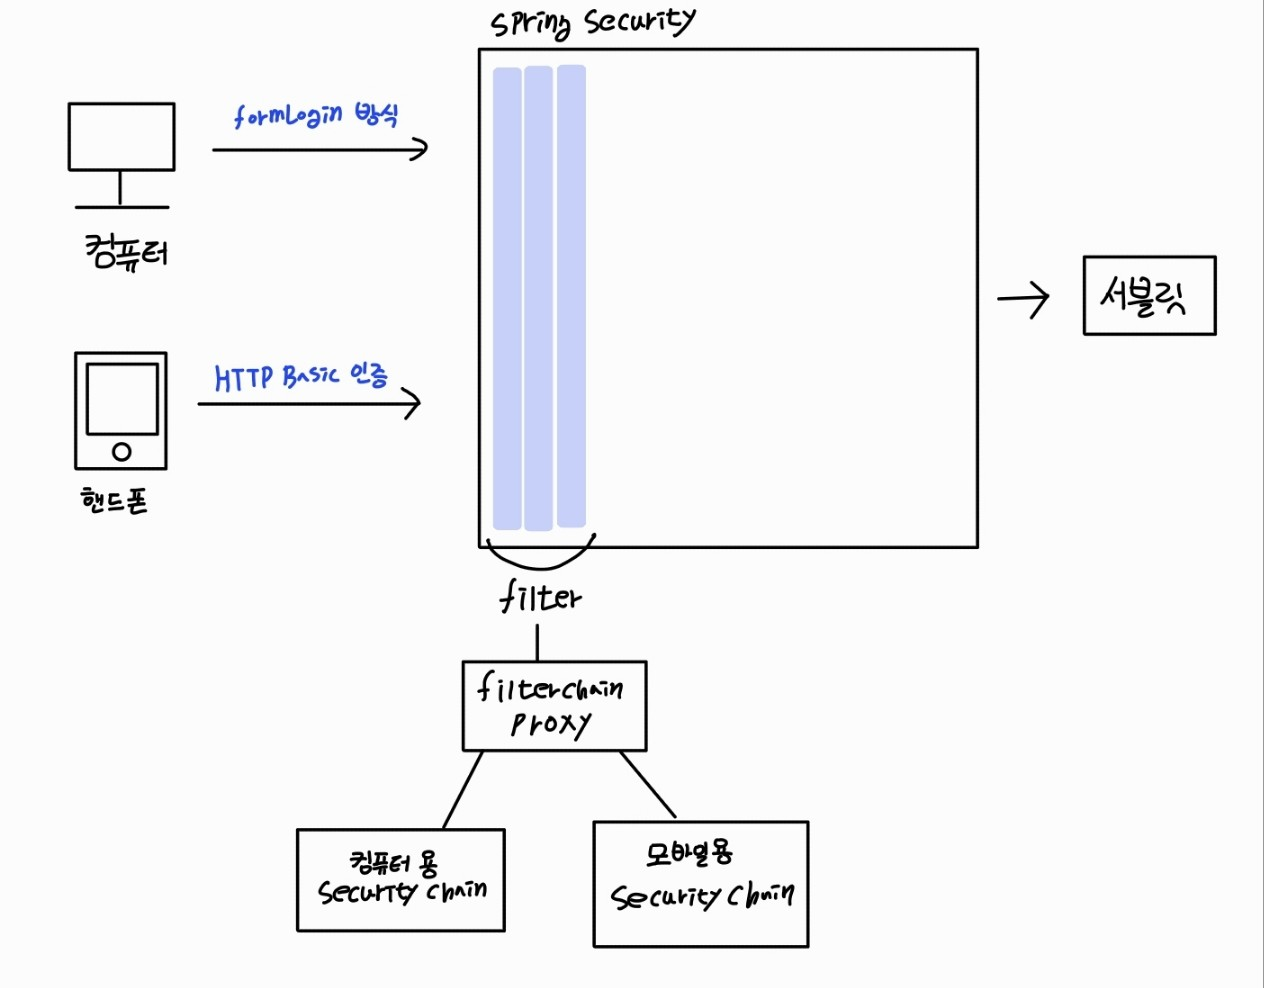 Spring Security
formLogin 방식
컴퓨터
HTTP Basic 인증
핸드폰
서블릿
filter
filterchain
Proxy
컴퓨터 용
Security Chain
모바일용
Security Chain